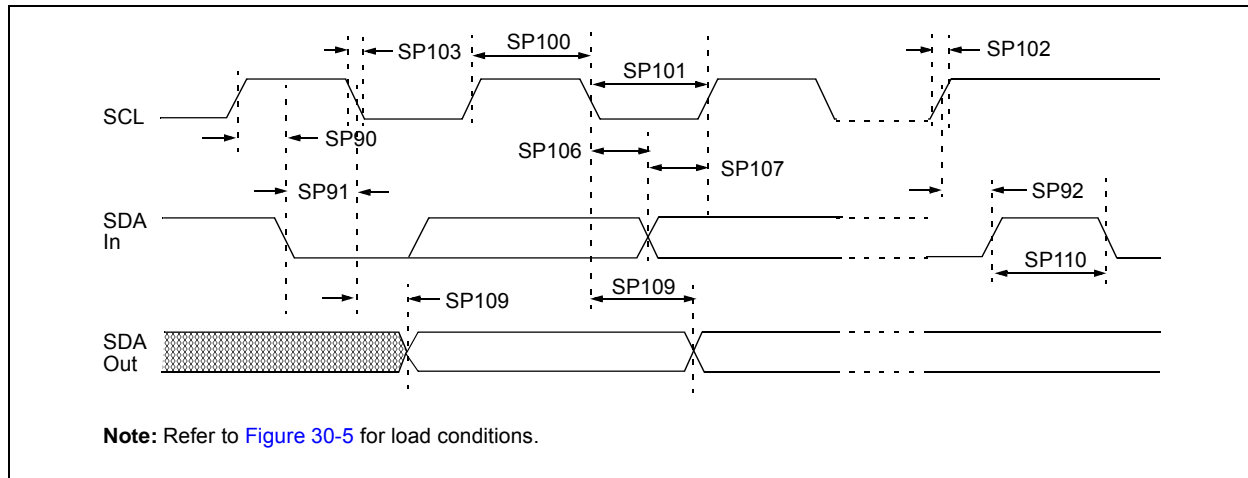 SP103
SP100
SP102
SP101
SCL
SP90
SP106
SP107
SP91
SP92
SDA
In
SP110
SP109
SP109
SDA
Out
Note: Refer to Figure 30-5 for load conditions.